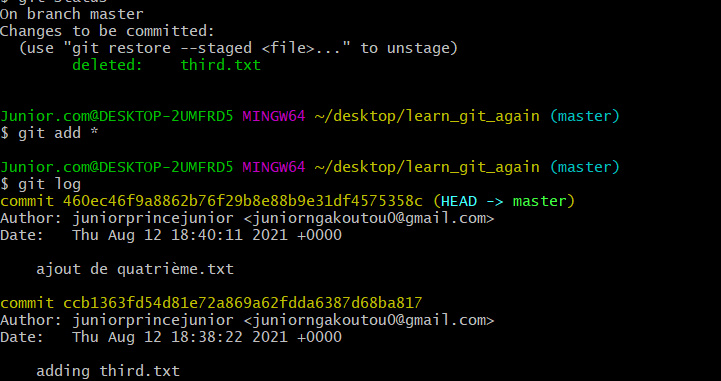 $ git status
On branch master
Changes to be committed:
  (use "git restore --staged <file>..." to unstage)
        deleted:    third.txt
Junior.com@DESKTOP-2UMFRD5 MINGW64 ~/desktop/learn_git_again (master)
$ git add *
Junior.com@DESKTOP-2UMFRD5 MINGW64 ~/desktop/learn_git_again (master)
$ git log
commit 460ec46f9a8862b76f29b8e88b9e31df4575358c (HEAD -> master)
Author: juniorprincejunior <juniorngakoutou0@gmail.com>
Date:   Thu Aug 12 18:40:11 2021 +0000
    ajout de quatrième.txt
commit ccb1363fd54d81e72a869a62fdda6387d68ba817
Author: juniorprincejunior <juniorngakoutou0@gmail.com>
Date:   Thu Aug 12 18:38:22 2021 +0000
    adding third.txt